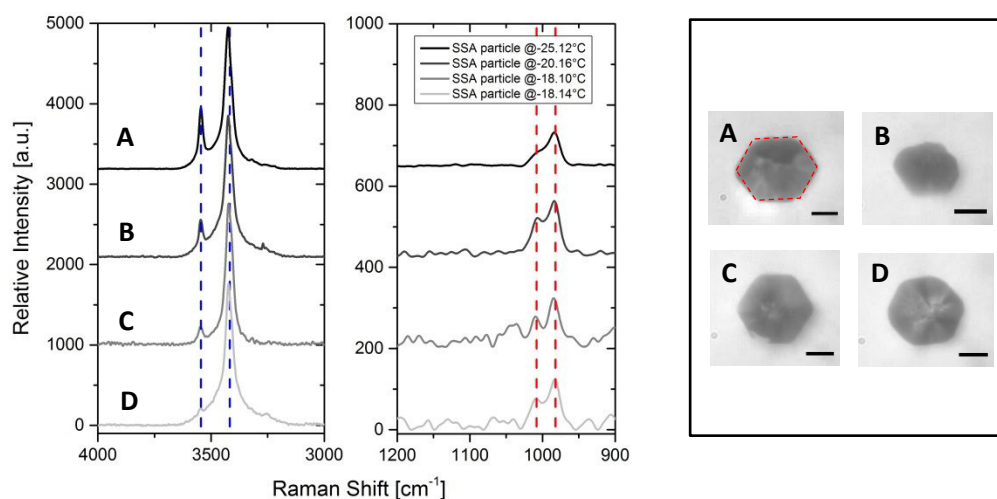 5000
4000
3000
2000
1000
0
Relative Intensity [a.u.]
A
B
C
D
4000
3500
3000
1000
800
600
400
200
0
SSA particle @-25.12°C
SSA particle @-20.16°C
SSA particle @-18.10°C
SSA particle @-18.14°C
1200
1100
1000
900
Raman Shift [cm-1]
A
B
C
D